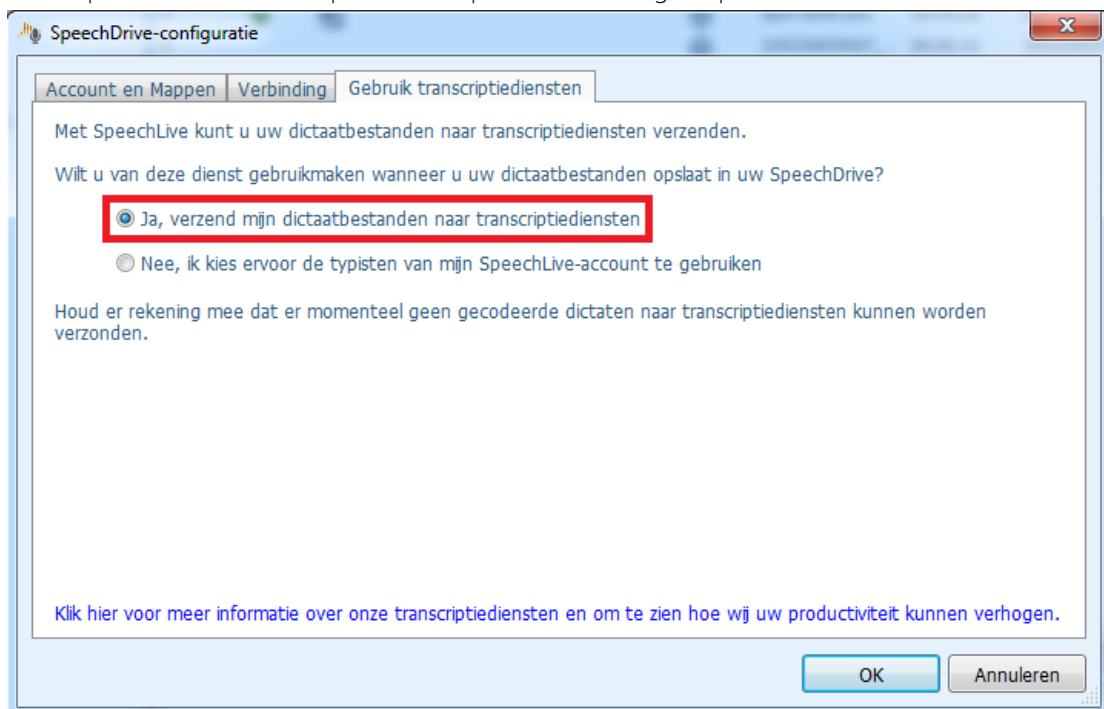 SpeechDrive-configuratie
Account en Mappen Verbinding Gebruik transcriptiediensten
Met SpeechLive kunt u uw dictaatbestanden naar transcriptiediensten verzenden.
Wilt u van deze dienst gebruikmaken wanneer u uw dictaatbestanden opslaat in uw SpeechDrive?
Ja, verzend mijn dictaatbestanden naar transcriptiediensten
Nee, ik kies ervoor de typisten van mijn SpeechLive-account te gebruiken
Houd er rekening mee dat er momenteel geen gecodeerde dictaten naar transcriptiediensten kunnen worden
verzonden.
Klik hier voor meer informatie over onze transcriptiediensten en om te zien hoe wij uw productiviteit kunnen verhogen.
OK Annuleren